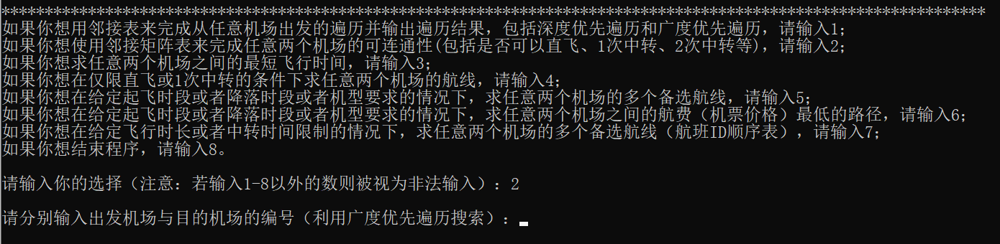 ******************************************************************************************************************
如果你想用邻接表来完成从任意机场出发的遍历并输出遍历结果，包括深度优先遍历和广度优先遍历，请输入1；
如果你想使用邻接矩阵表来完成任意两个机场的可连通性(包括是否可以直飞、1次中转、2次中转等)，请输入2；
如果你想求任意两个机场之间的最短飞行时间，请输入3；
如果你想在仅限直飞或1次中转的条件下求任意两个机场的航线，请输入4；
如果你想在给定起飞时段或者降落时段或者机型要求的情况下，求任意两个机场的多个备选航线，请输入5；
如果你想在给定起飞时段或者降落时段或者机型要求的情况下，求任意两个机场之间的航费（机票价格）最低的路径，请输入6；
如果你想在给定飞行时长或者中转时间限制的情况下，求任意两个机场的多个备选航线（航班ID顺序表），请输入7；
如果你想结束程序，请输入8。
请输入你的选择（注意：若输入1-8以外的数则被视为非法输入）：2
请分别输入出发机场与目的机场的编号（利用广度优先遍历搜索）：